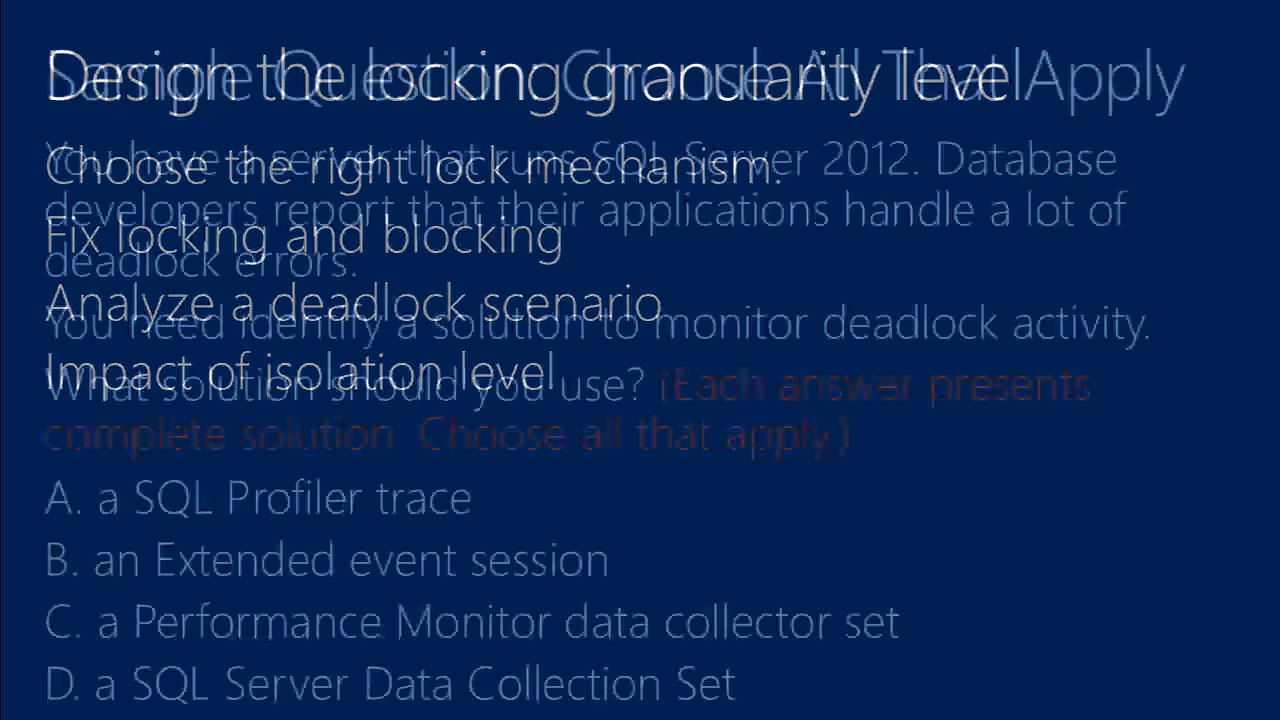 Design the locking granularity level
Choose the right lock mechanism.
Fix locking and blocking
Analyze a deadlock scenario
Impact of isolation level
Sample Question: Choose All That Apply
You have a server that runs SQL Server 2012. Database
developers report that their applications handle a lot of
deadlock errors.
You need identify a solution to monitor deadlock activity.
What solution should you use? (Each answer presents
complete solution. Choose all that apply.)
A. a SQL Profiler trace
B. an Extended event session
C. a Performance Monitor data collector set
D. a SQL Server Data Collection Set